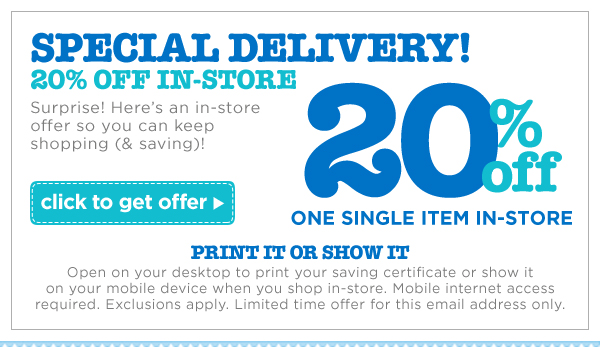 SPECIAL DELIVERY!
20% OFF IN-STORE
Surprise! Here's an in-store
offer so you can keep
shopping (& saving)!
click to get offer ▸
20% off
ONE SINGLE ITEM IN-STORE
PRINT IT OR SHOW IT
Open on your desktop to print your saving certificate or show it
on your mobile device when you shop in-store. Mobile internet access
required. Exclusions apply. Limited time offer for this email address only.